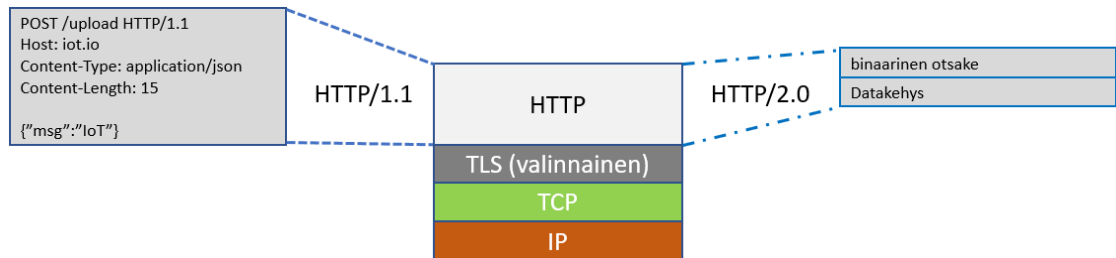 POST /upload HTTP/1.1
Host: iot.io
Content-Type: application/json
Content-Length: 15
{”msg”:”IoT”}
HTTP/1.1
HTTP
HTTP/2.0
binaarinen otsake
Datakehys
TLS (valinnainen)
TCP
IP